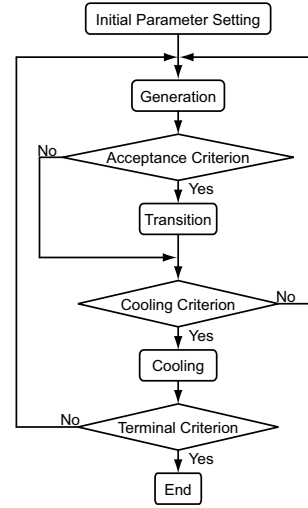 Initial Parameter Setting
Generation
No
Acceptance Criterion
Yes
Transition
Cooling Criterion
No
Yes
Cooling
No
Terminal Criterion
Yes
End